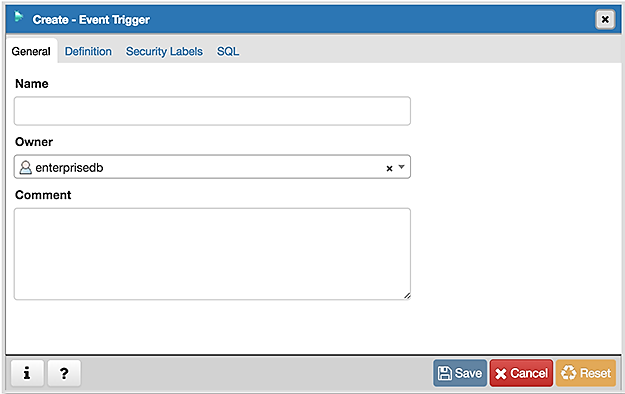 Create - Event Trigger
General Definition Security Labels SQL
Name
Owner
enterprisedb
Comment
i ? Save Cancel Reset